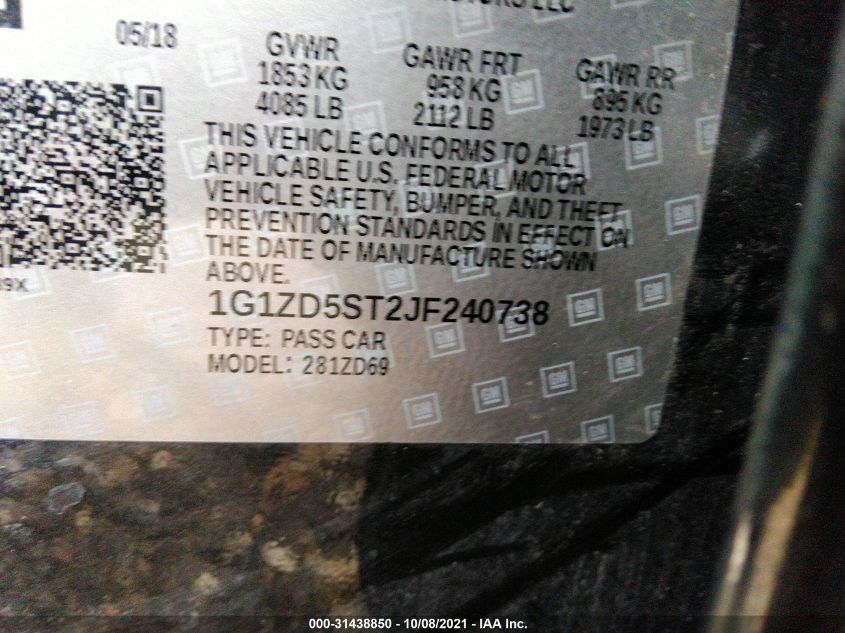 MOTORS LLC
05/18
GVWR
1853 KG
4085 LB
GAWR FRT
958 KG
2112 LB
GAWR RR
895 KG
1973 LB
THIS VEHICLE CONFORMS TO ALL
APPLICABLE U.S. FEDERAL MOTOR
VEHICLE SAFETY, BUMPER, AND THEFT
PREVENTION STANDARDS IN EFFECT ON
THE DATE OF MANUFACTURE SHOWN
ABOVE.
1G1ZD5ST2JF240738
TYPE: PASS CAR
MODEL: 281ZD69
000-31438850 - 10/08/2021 - IAA Inc.